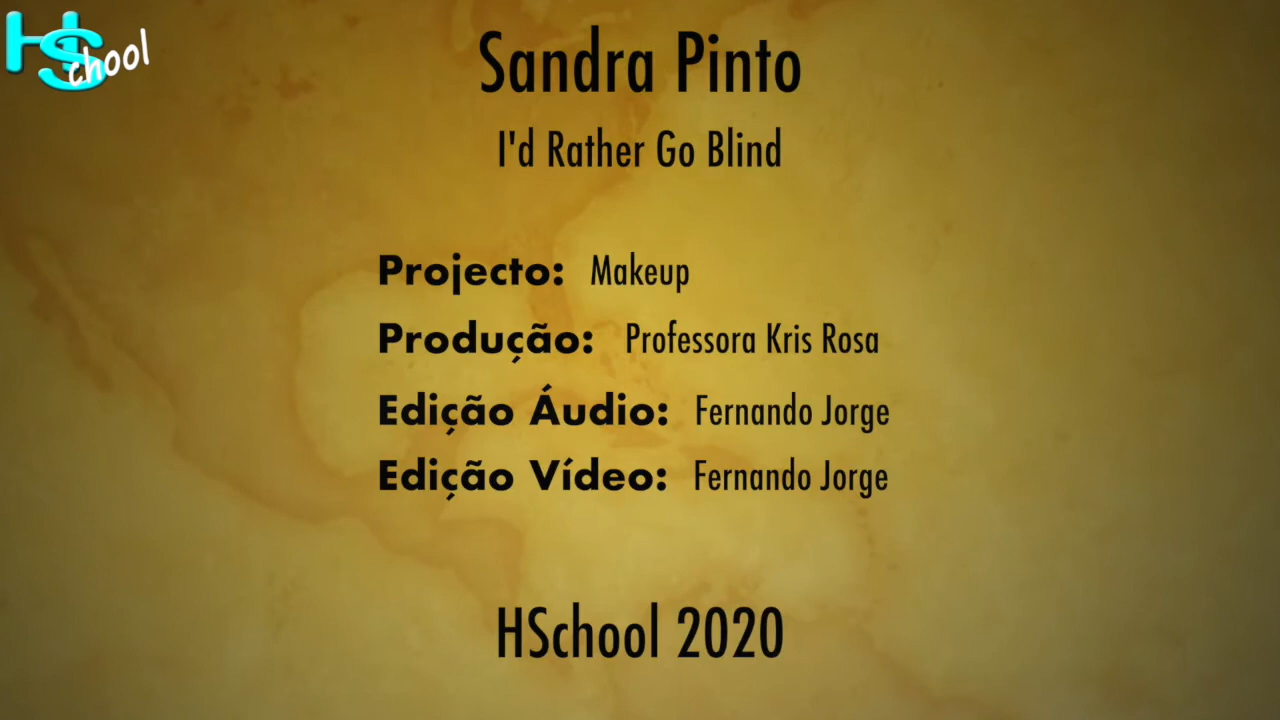 HSchool
Sandra Pinto
I'd Rather Go Blind
Projecto: Makeup
Produção: Professora Kris Rosa
Edição Áudio: Fernando Jorge
Edição Vídeo: Fernando Jorge
HSchool 2020